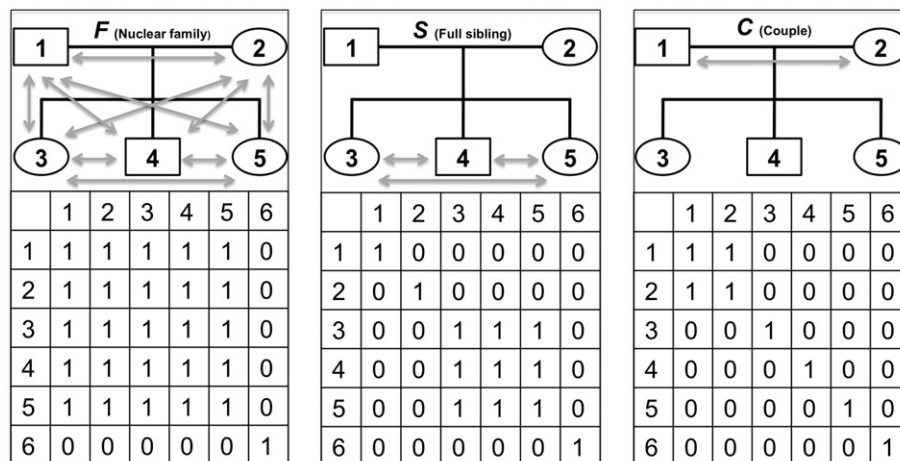 F (Nuclear family)
1 2
3 4 5
1 2 3 4 5 6
1 1 1 1 1 1 0
2 1 1 1 1 1 0
3 1 1 1 1 1 0
4 1 1 1 1 1 0
5 1 1 1 1 1 0
6 0 0 0 0 0 1
S (Full sibling)
1 2
3 4 5
1 2 3 4 5 6
1 1 0 0 0 0 0
2 0 1 0 0 0 0
3 0 0 1 1 1 0
4 0 0 1 1 1 0
5 0 0 1 1 1 0
6 0 0 0 0 0 1
C (Couple)
1 2
3 4 5
1 2 3 4 5 6
1 1 1 0 0 0 0
2 1 1 0 0 0 0
3 0 0 1 0 0 0
4 0 0 0 1 0 0
5 0 0 0 0 1 0
6 0 0 0 0 0 1